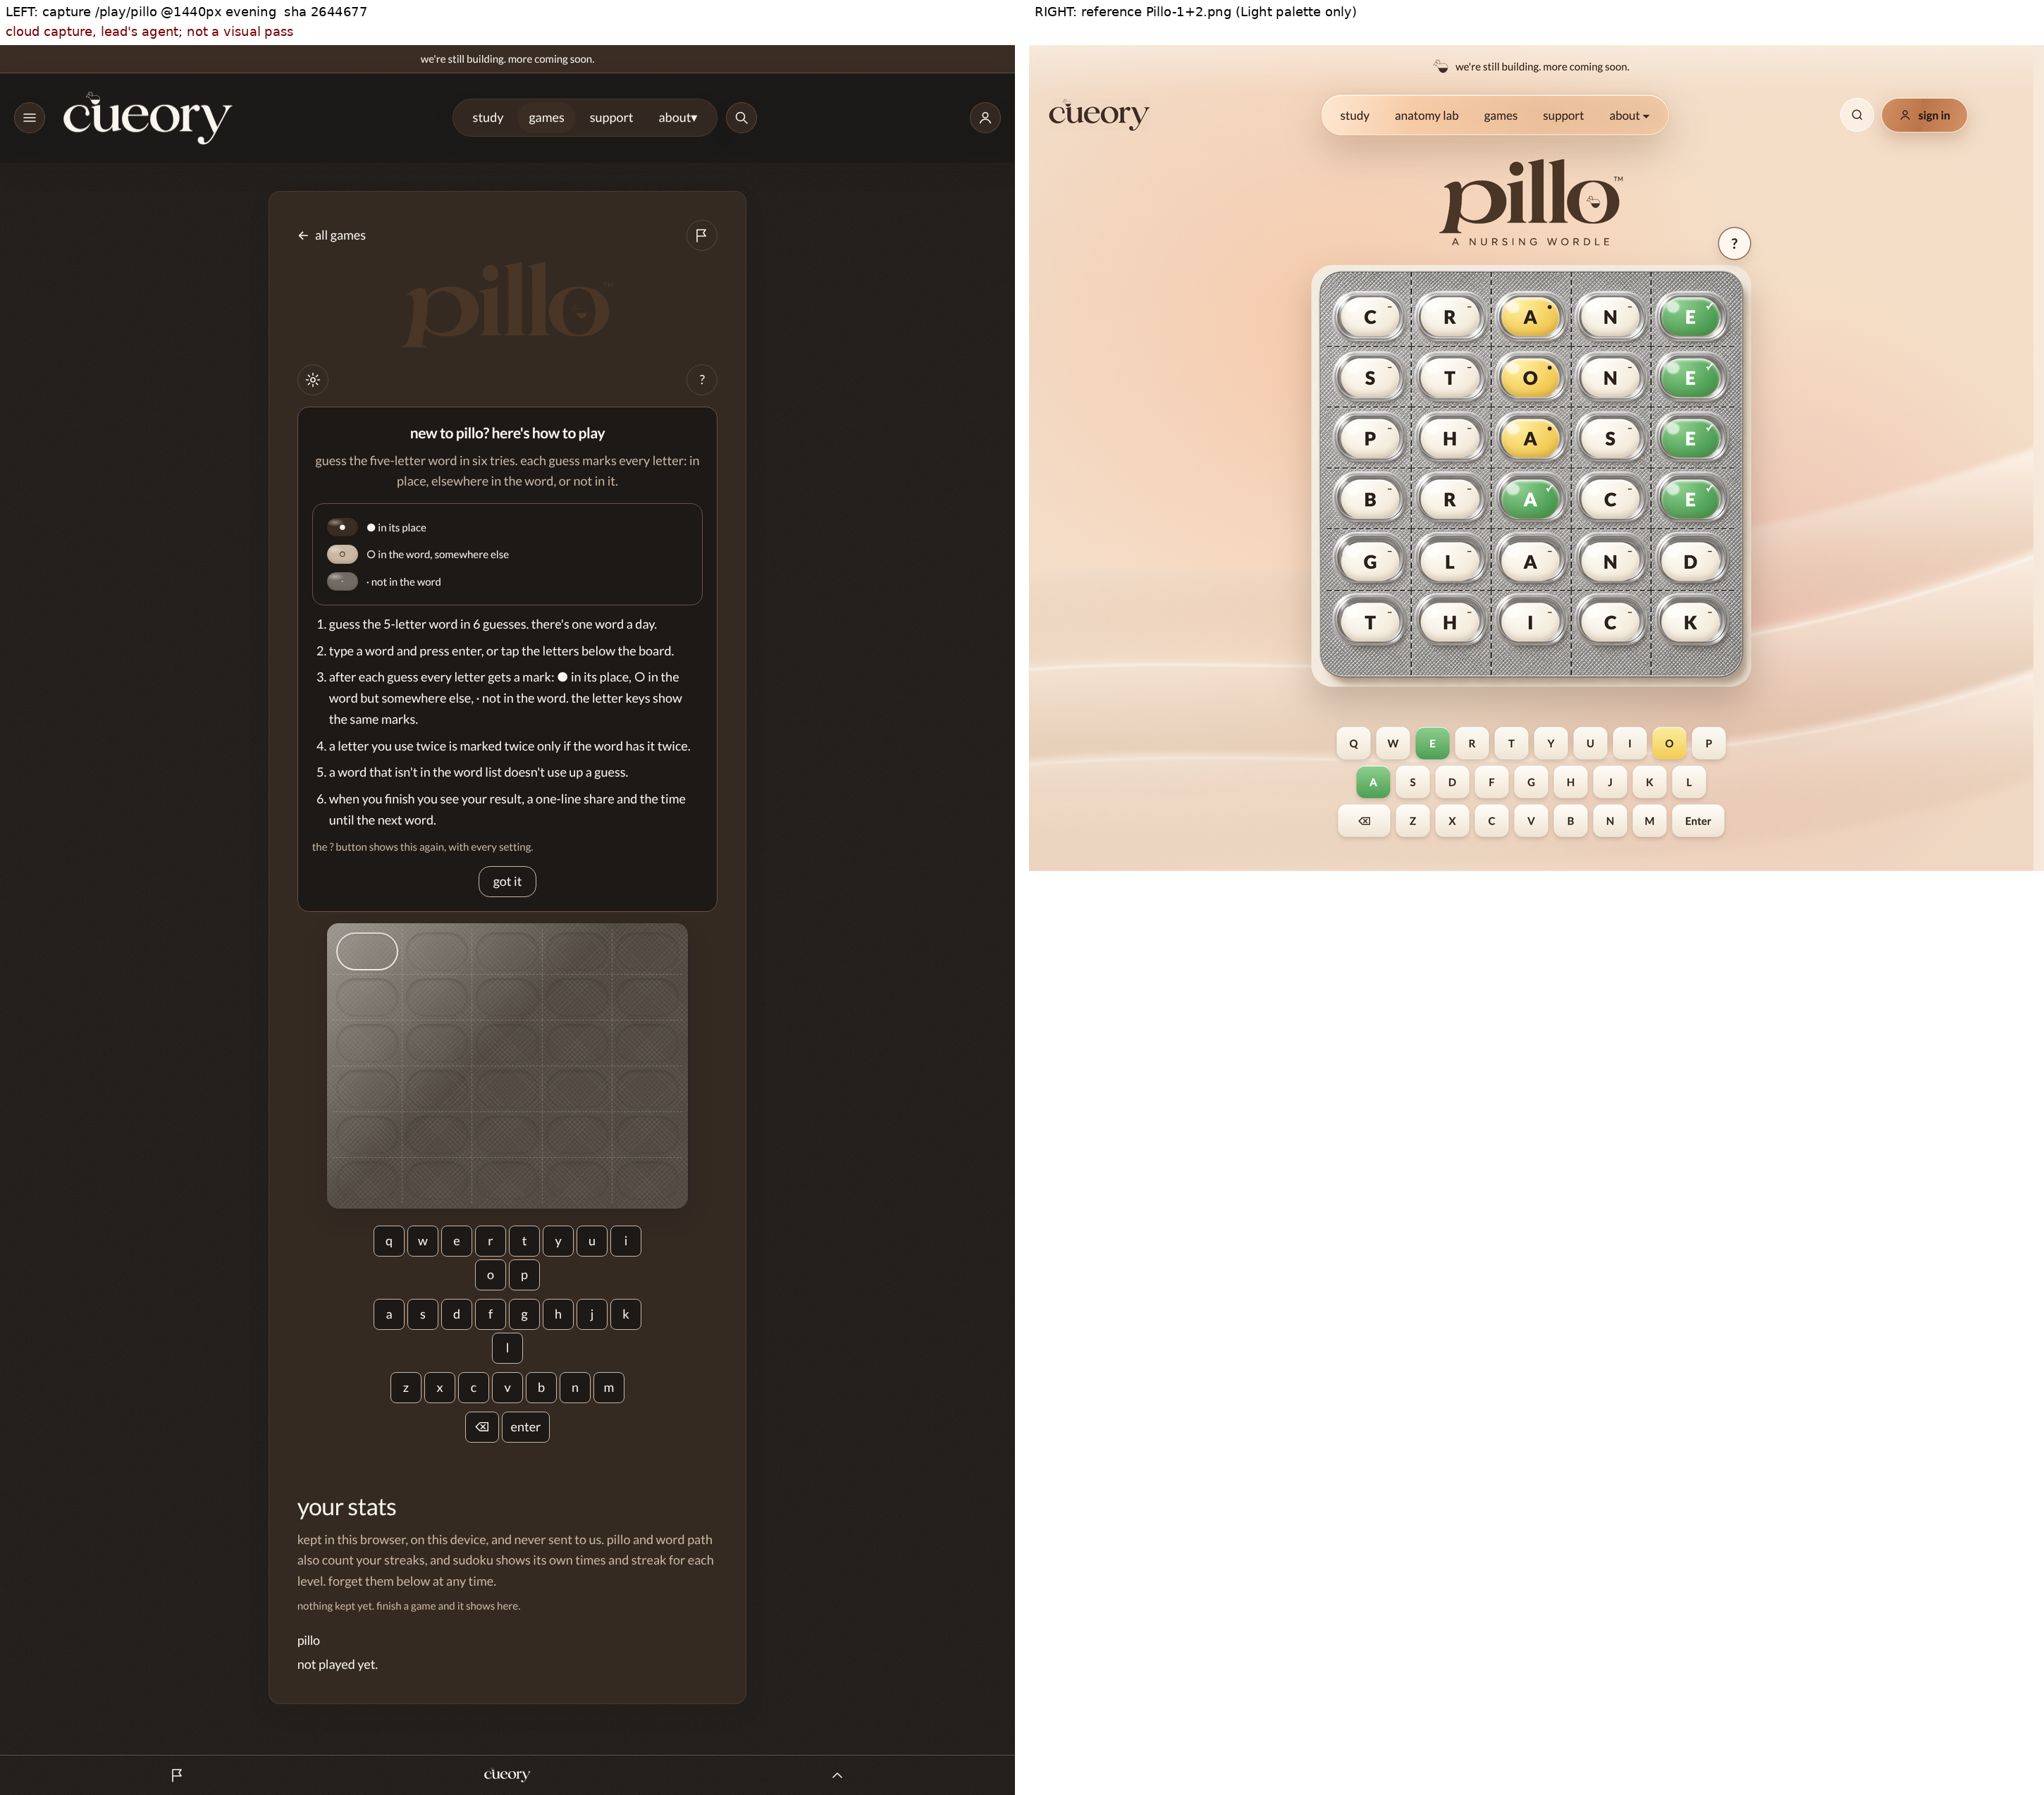 LEFT: capture /play/pillo @1440px evening  sha 2644677
cloud capture, lead's agent; not a visual pass
we're still building. more coming soon.
cueory
study games support about▾
← all games
pillo™
?
new to pillo? here's how to play
guess the five-letter word in six tries. each guess marks every letter: in
place, elsewhere in the word, or not in it.
● in its place
○ in the word, somewhere else
· not in the word
1. guess the 5-letter word in 6 guesses. there's one word a day.
2. type a word and press enter, or tap the letters below the board.
3. after each guess every letter gets a mark: ● in its place, ○ in the
word but somewhere else, · not in the word. the letter keys show
the same marks.
4. a letter you use twice is marked twice only if the word has it twice.
5. a word that isn't in the word list doesn't use up a guess.
6. when you finish you see your result, a one-line share and the time
until the next word.
the ? button shows this again, with every setting.
got it
q w e r t y u i
o p
a s d f g h j k
l
z x c v b n m
⌫ enter
your stats
kept in this browser, on this device, and never sent to us. pillo and word path
also count your streaks, and sudoku shows its own times and streak for each
level. forget them below at any time.
nothing kept yet. finish a game and it shows here.
pillo
not played yet.
cueory
RIGHT: reference Pillo-1+2.png (Light palette only)
we're still building. more coming soon.
cueory
study anatomy lab games support about ▾
sign in
pillo™
A NURSING WORDLE
?
C R A N E
S T O N E
P H A S E
B R A C E
G L A N D
T H I C K
Q W E R T Y U I O P
A S D F G H J K L
⌫ Z X C V B N M Enter